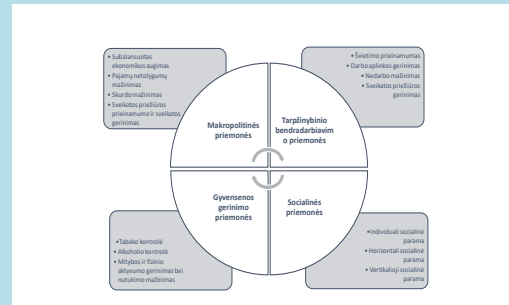 • Subalansuotas
ekonomikos augimas
• Pajamų netolygumų
mažinimas
• Skurdo mažinimas
• Sveikatos priežiūros
prieinamumo ir sveikatos
gerinimas
• Švietimo prieinamumas
• Darbo aplinkos gerinimas
• Nedarbo mažinimas
• Sveikatos priežiūros
gerinimas
Makropolitinės
priemonės
Tarpžinybinio
bendradarbiavim
o priemonės
Gyvensenos
gerinimo
priemonės
Socialinės
priemonės
• Tabako kontrolė
• Alkoholio kontrolė
• Mitybos ir fizinio
aktyvumo gerinimas bei
nutukimo mažinimas
• Individuali socialinė
parama
• Horizontali socialinė
parama
• Vertikalioji socialinė
parama